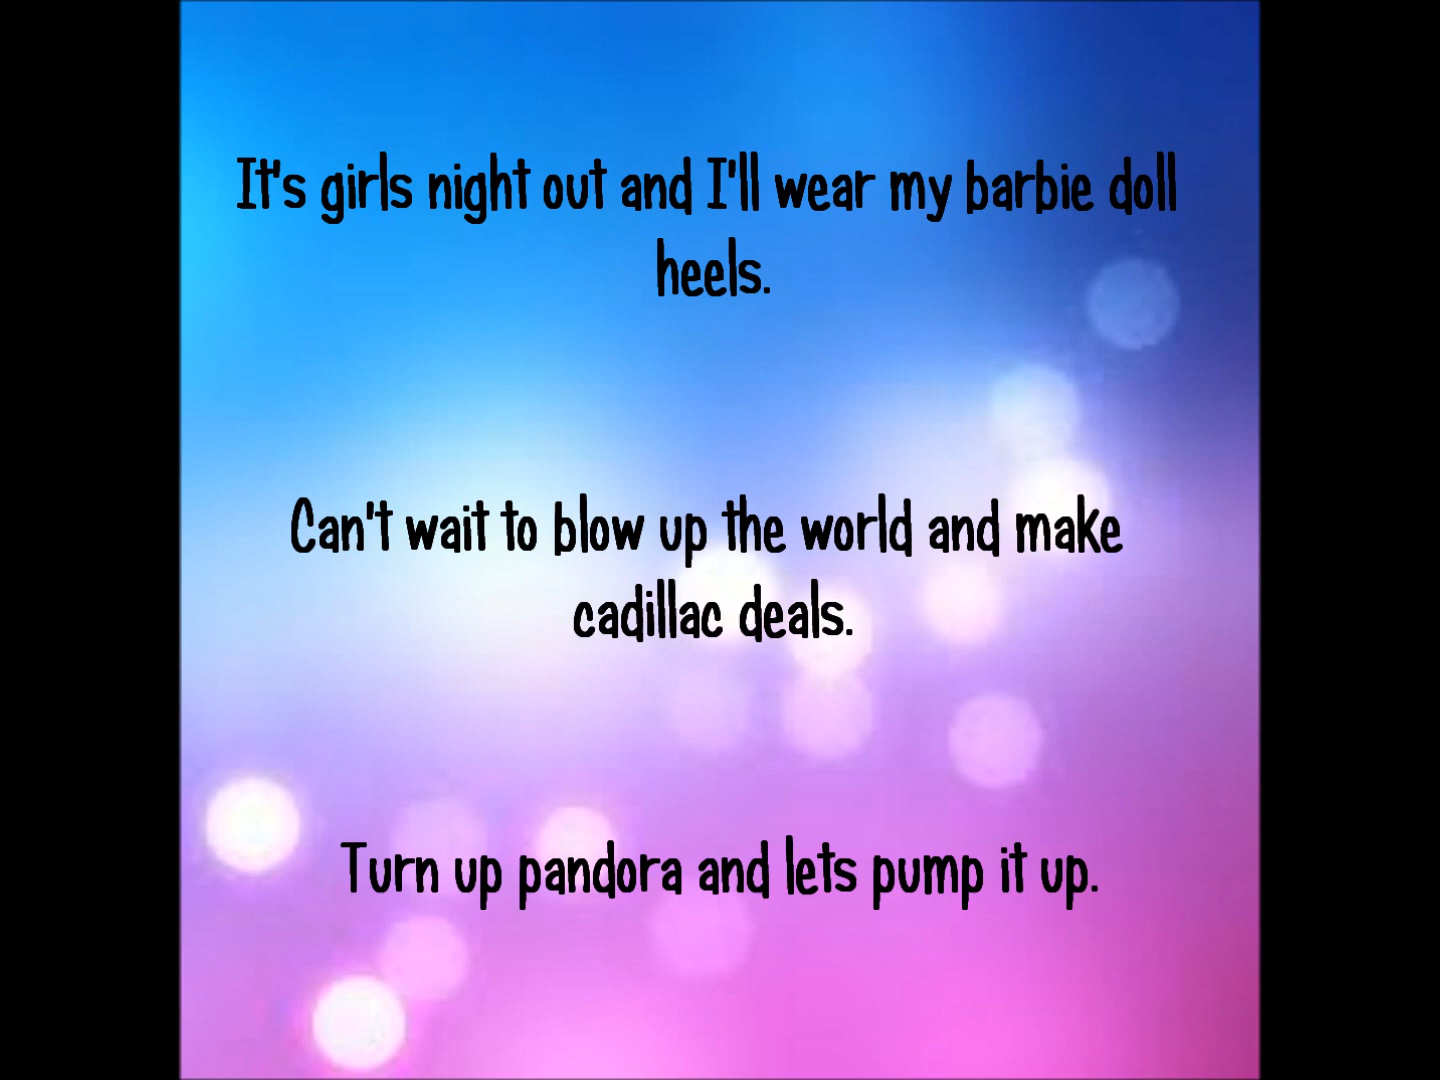 It's girls night out and I'll wear my barbie doll
heels.
Can't wait to blow up the world and make
cadillac deals.
Turn up pandora and lets pump it up.